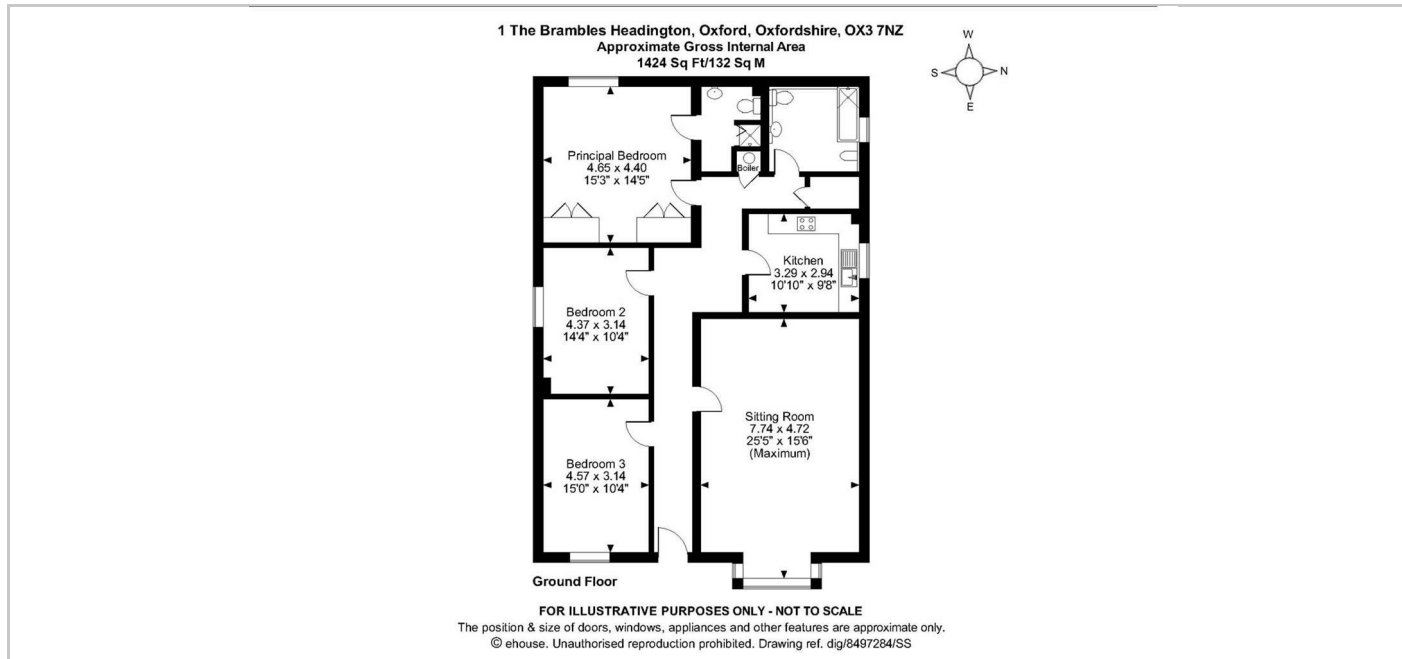 1 The Brambles Headington, Oxford, Oxfordshire, OX3 7NZ
Approximate Gross Internal Area
1424 Sq Ft/132 Sq M
W
S
N
E
Principal Bedroom
4.65 x 4.40
15'3" x 14'5"
Boiler
Kitchen
3.29 x 2.94
10'10" x 9'8"
Bedroom 2
4.37 x 3.14
14'4" x 10'4"
Sitting Room
7.74 x 4.72
25'5" x 15'6"
(Maximum)
Bedroom 3
4.57 x 3.14
15'0" x 10'4"
Ground Floor
FOR ILLUSTRATIVE PURPOSES ONLY - NOT TO SCALE
The position & size of doors, windows, appliances and other features are approximate only.
© ehouse. Unauthorised reproduction prohibited. Drawing ref. dig/8497284/SS